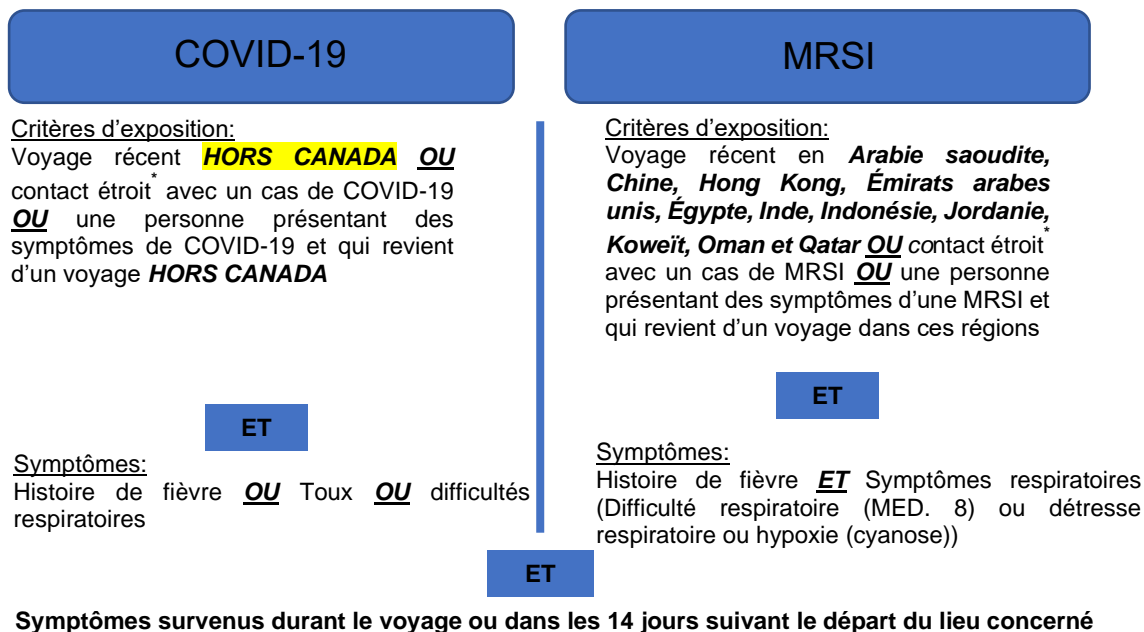 COVID-19
Critères d'exposition:
Voyage récent HORS CANADA OU
contact étroit* avec un cas de COVID-19
OU une personne présentant des
symptômes de COVID-19 et qui revient
d'un voyage HORS CANADA
ET
Symptômes:
Histoire de fièvre OU Toux OU difficultés
respiratoires
MRSI
Critères d'exposition:
Voyage récent en Arabie saoudite,
Chine, Hong Kong, Émirats arabes
unis, Égypte, Inde, Indonésie, Jordanie,
Koweït, Oman et Qatar OU contact étroit*
avec un cas de MRSI OU une personne
présentant des symptômes d'une MRSI et
qui revient d'un voyage dans ces régions
ET
Symptômes:
Histoire de fièvre ET Symptômes respiratoires
(Difficulté respiratoire (MED. 8) ou détresse
respiratoire ou hypoxie (cyanose))
ET
Symptômes survenus durant le voyage ou dans les 14 jours suivant le départ du lieu concerné